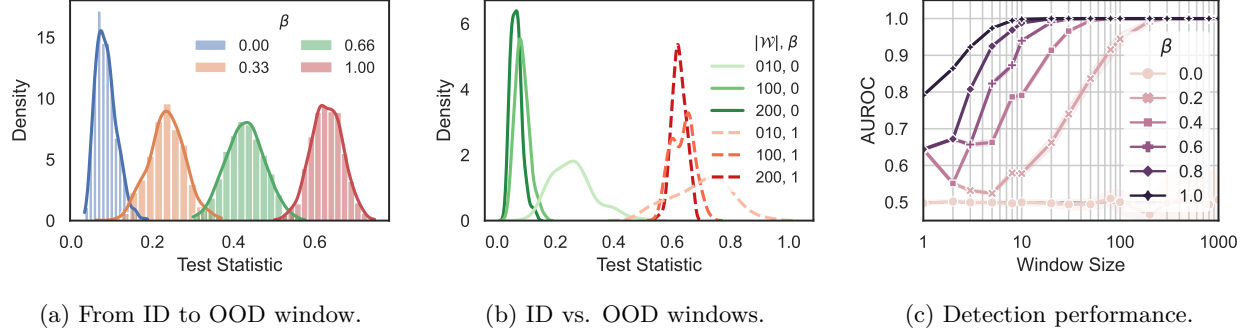 β
0.00 0.66
0.33 1.00
15
10
5
0
Density
0.0 0.2 0.4 0.6
Test Statistic
(a) From ID to OOD window.
|𝒲|, β
010, 0
100, 0
200, 0
010, 1
100, 1
200, 1
6
4
2
0
Density
0.0 0.2 0.4 0.6 0.8 1.0
Test Statistic
(b) ID vs. OOD windows.
β
0.0
0.2
0.4
0.6
0.8
1.0
1.0
0.9
0.8
0.7
0.6
0.5
AUROC
1 10 100 1000
Window Size
(c) Detection performance.